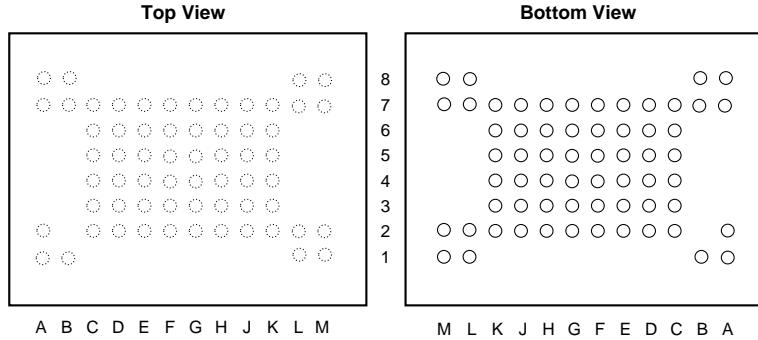 Top View
Bottom View
8
7
6
5
4
3
2
1
A B C D E F G H J K L M
M L K J H G F E D C B A